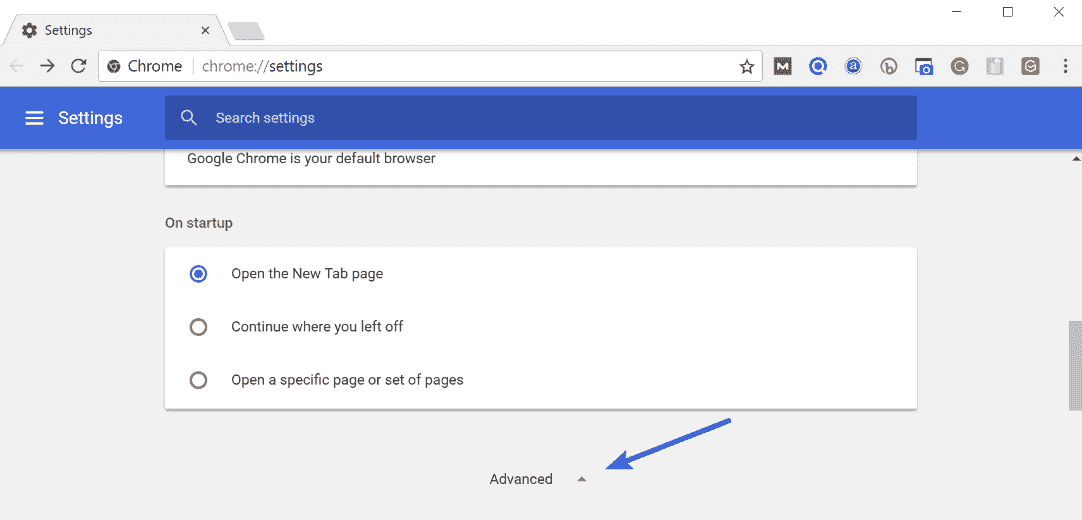 Settings
Chrome chrome://settings
Settings Search settings
Google Chrome is your default browser
On startup
Open the New Tab page
Continue where you left off
Open a specific page or set of pages
Advanced